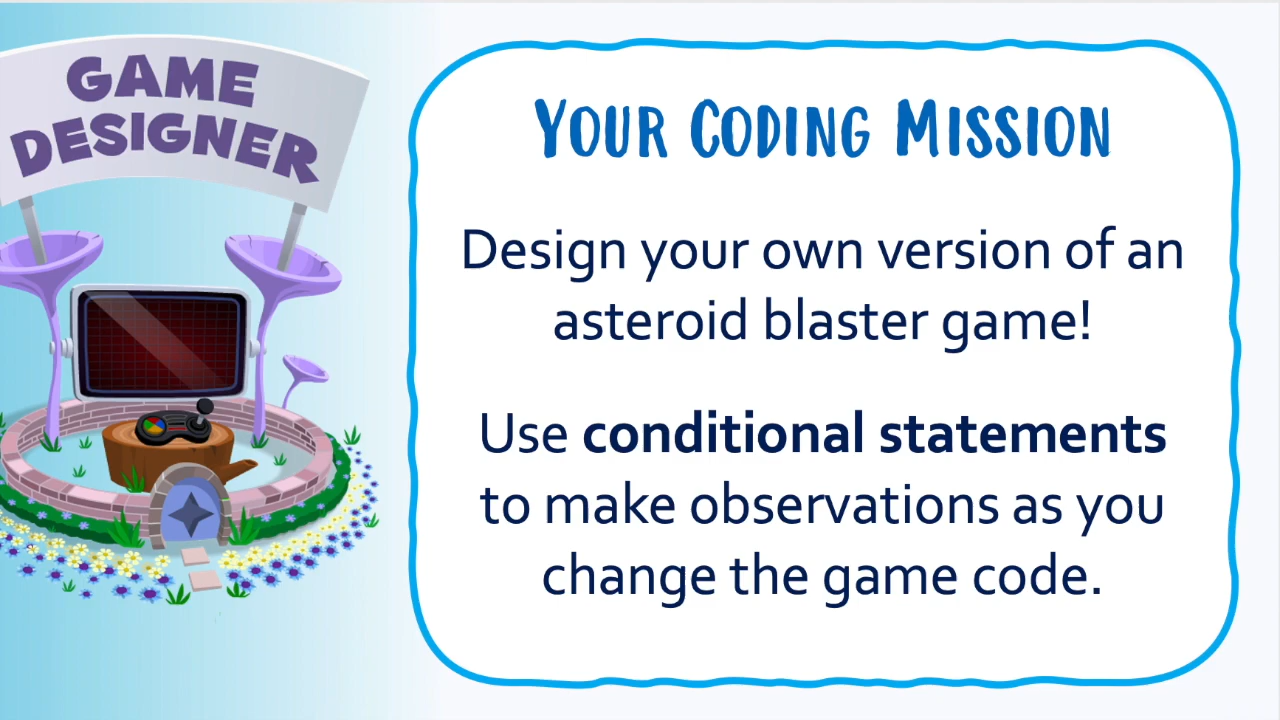 GAME
DESIGNER
YOUR CODING MISSION
Design your own version of an
asteroid blaster game!
Use conditional statements
to make observations as you
change the game code.